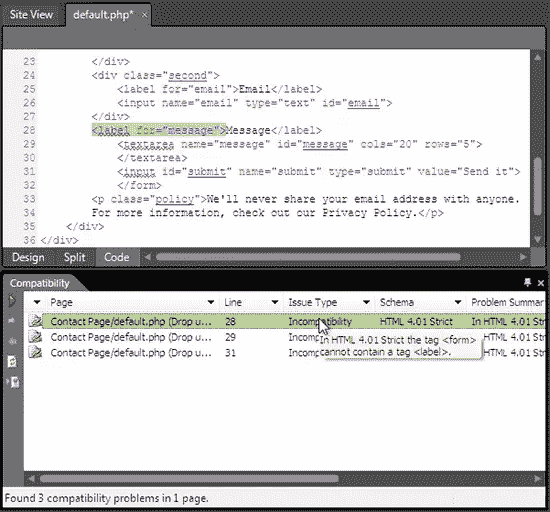 Site View
default.php*
23 </div>
24 <div class="second">
25 <label for="email">Email</label>
26 <input name="email" type="text" id="email">
27 </div>
28 <label for="message">Message</label>
29 <textarea name="message" id="message" cols="20" rows="5">
30 </textarea>
31 <input id="submit" name="submit" type="submit" value="Send it">
32 </form>
33 <p class="policy">We'll never share your email address with anyone.
34 For more information, check out our Privacy Policy.</p>
35 </div>
36 </div>
Design Split Code
Compatibility
Page Line Issue Type Schema Problem Summar
Contact Page/default.php (Drop u... 28 Incompatibility HTML 4.01 Strict In HTML 4.01 Stri
Contact Page/default.php (Drop u... 29 Incomp HTML 4.01 Stri
Contact Page/default.php (Drop u... 31 Incomp HTML 4.01 Stri
In HTML 4.01 Strict the tag <form>
cannot contain a tag <label>.
Found 3 compatibility problems in 1 page.